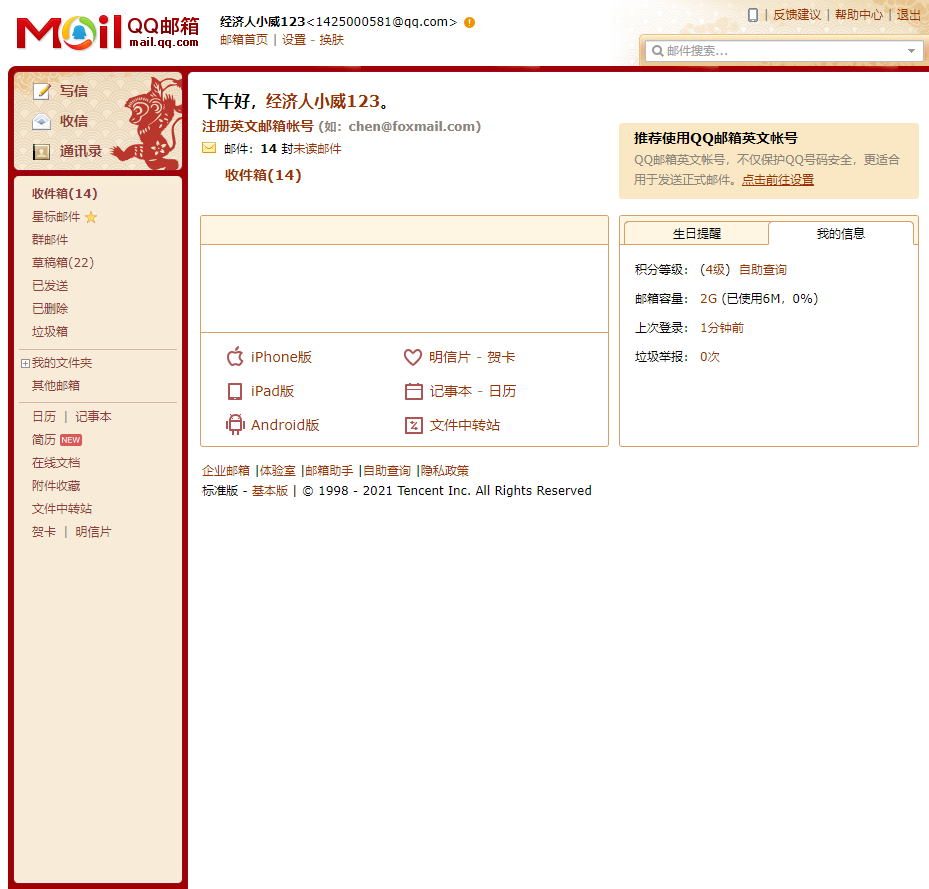 Mail QQ邮箱
mail.qq.com
经济人小威123<1425000581@qq.com>
邮箱首页 | 设置 - 换肤
| 反馈建议 | 帮助中心 | 退出
邮件搜索...
写信
收信
通讯录
收件箱(14)
星标邮件
群邮件
草稿箱(22)
已发送
已删除
垃圾箱
我的文件夹
其他邮箱
日历 | 记事本
简历 NEW
在线文档
附件收藏
文件中转站
贺卡 | 明信片
下午好，经济人小威123。
注册英文邮箱帐号 (如: chen@foxmail.com)
邮件: 14 封未读邮件
收件箱(14)
推荐使用QQ邮箱英文帐号
QQ邮箱英文帐号，不仅保护QQ号码安全，更适合
用于发送正式邮件。点击前往设置
iPhone版
明信片 - 贺卡
iPad版
记事本 - 日历
Android版
文件中转站
生日提醒
我的信息
积分等级: (4级) 自助查询
邮箱容量: 2G (已使用6M，0%)
上次登录: 1分钟前
垃圾举报: 0次
企业邮箱 |体验室 |邮箱助手 |自助查询 |隐私政策
标准版 - 基本版 | © 1998 - 2021 Tencent Inc. All Rights Reserved